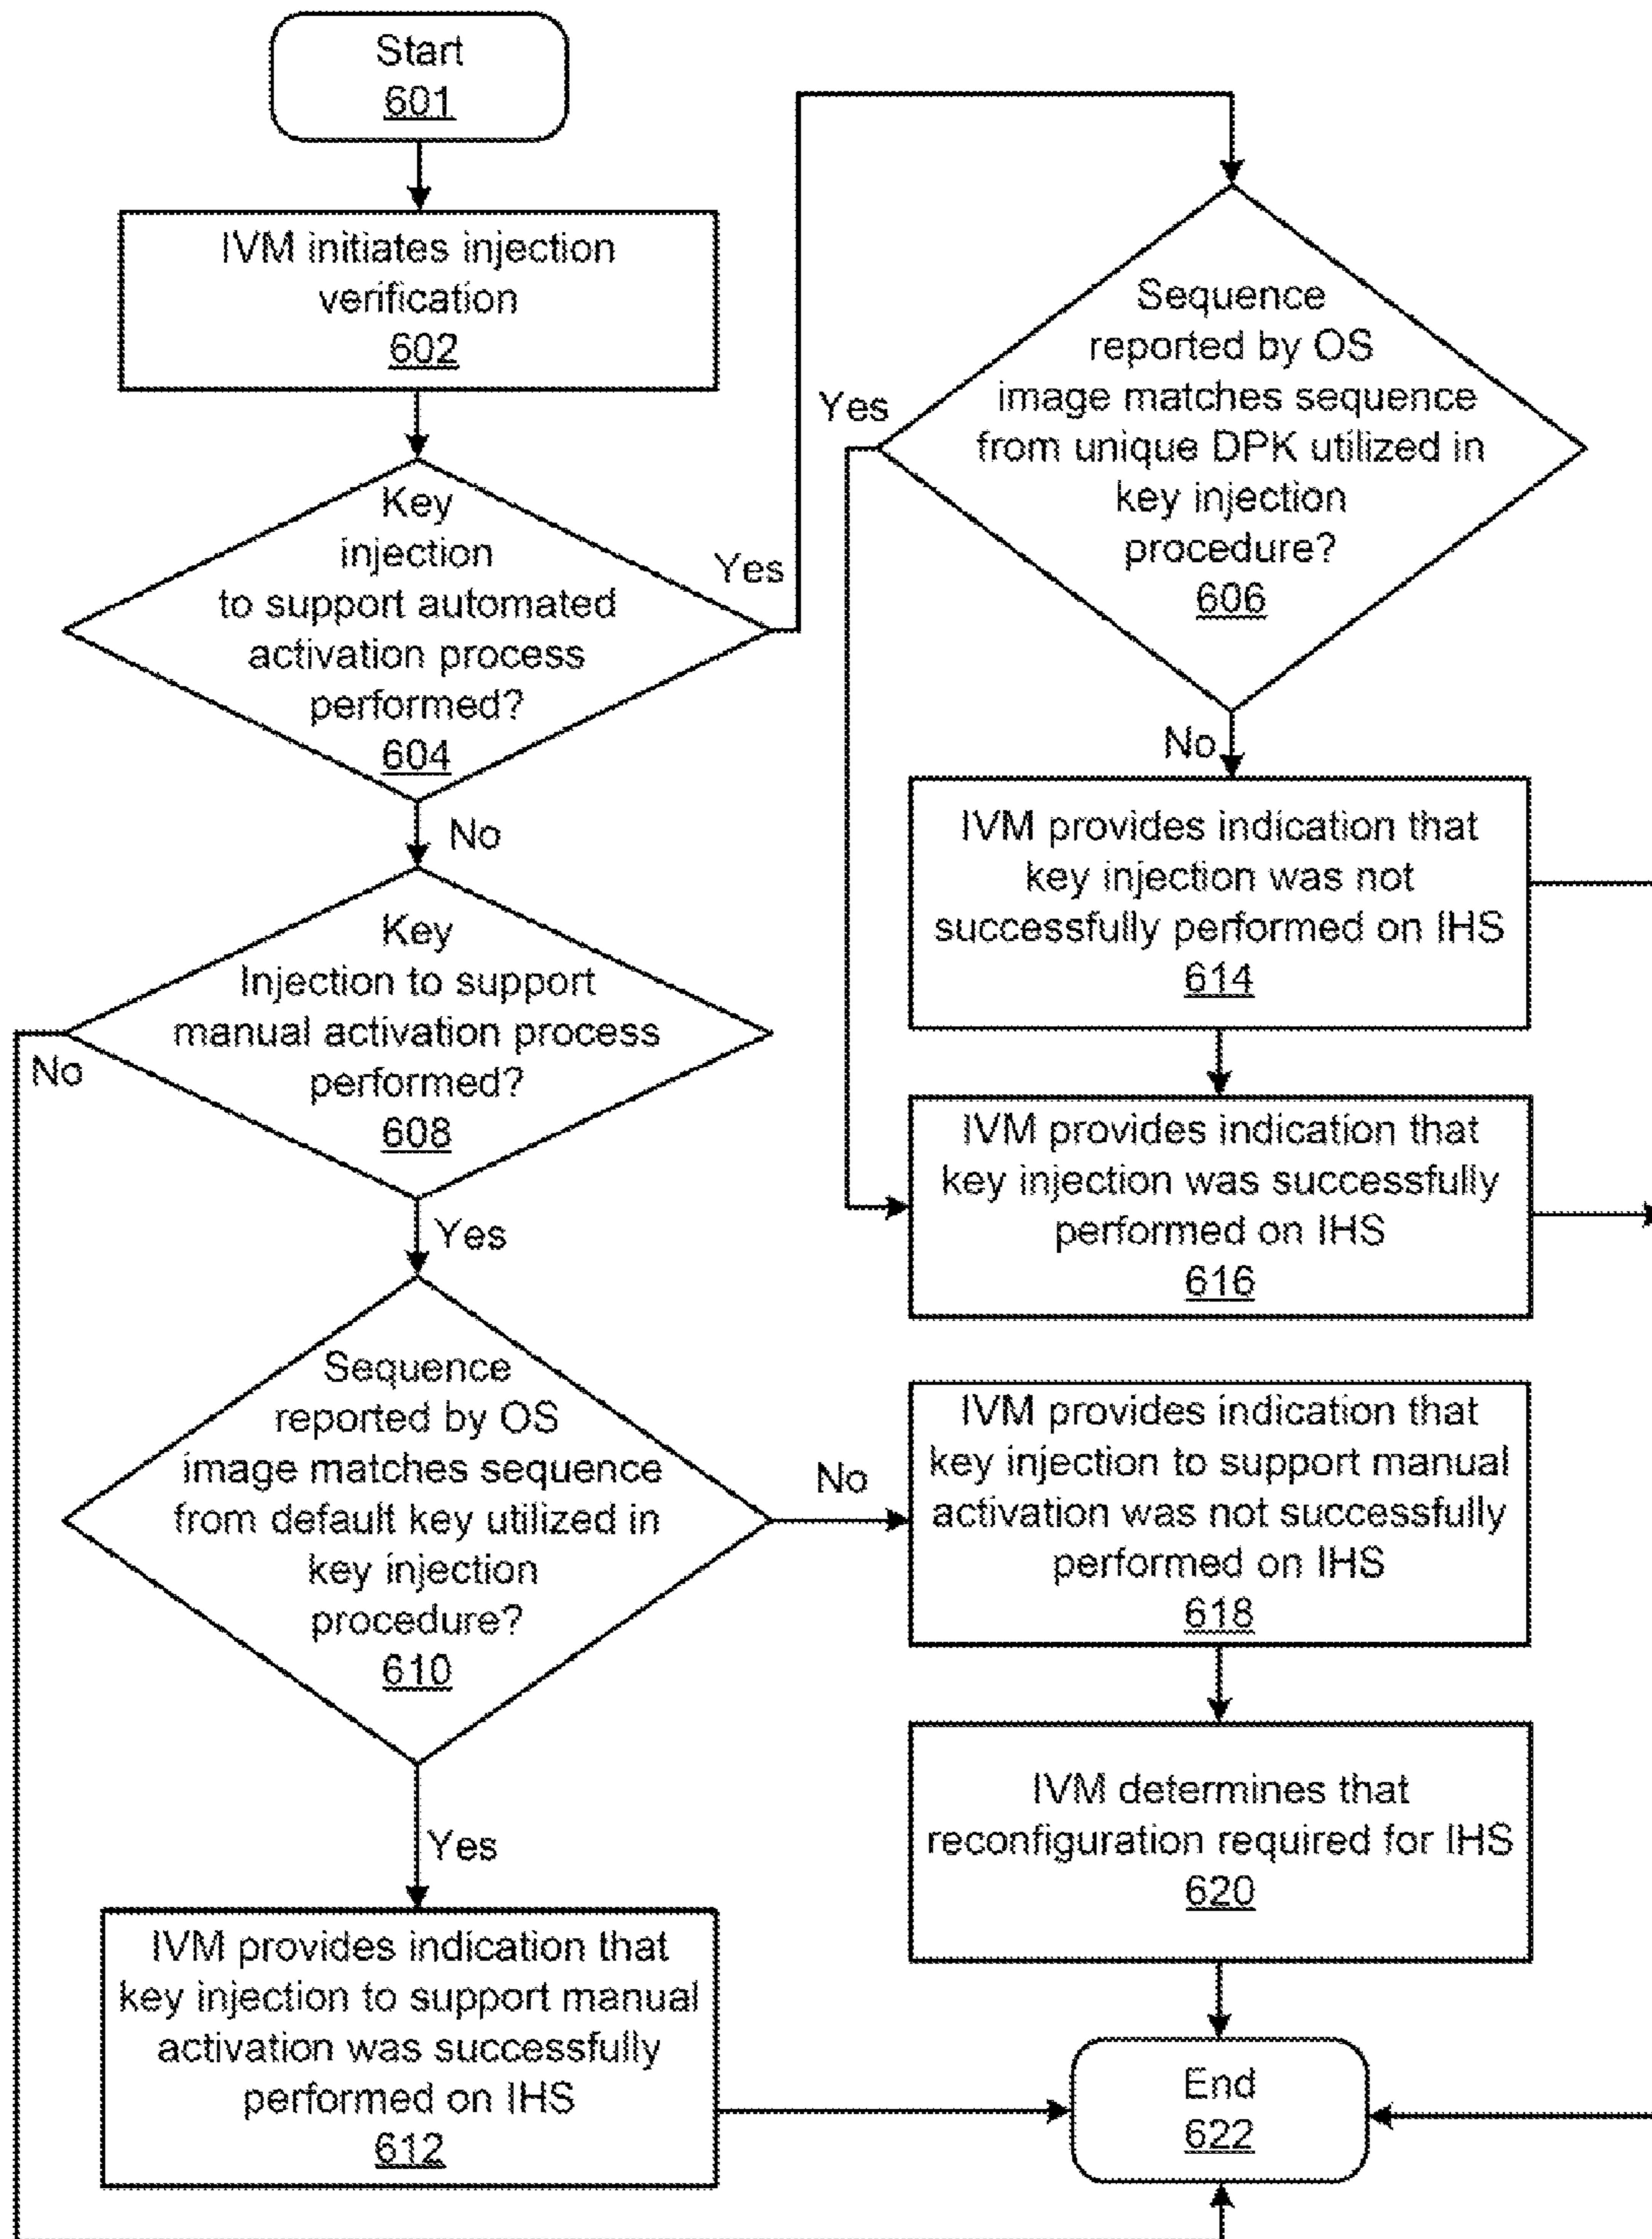 Start
601
IVM initiates injection
verification
602
Key
injection
to support automated
activation process
performed?
604
Yes
No
Sequence
reported by OS
image matches sequence
from unique DPK utilized in
key injection
procedure?
606
Yes
No
IVM provides indication that
key injection was not
successfully performed on IHS
614
IVM provides indication that
key injection was successfully
performed on IHS
616
Key
Injection to support
manual activation process
performed?
608
No
Yes
Sequence
reported by OS
image matches sequence
from default key utilized in
key injection
procedure?
610
No
Yes
IVM provides indication that
key injection to support manual
activation was not successfully
performed on IHS
618
IVM determines that
reconfiguration required for IHS
620
IVM provides indication that
key injection to support manual
activation was successfully
performed on IHS
612
End
622